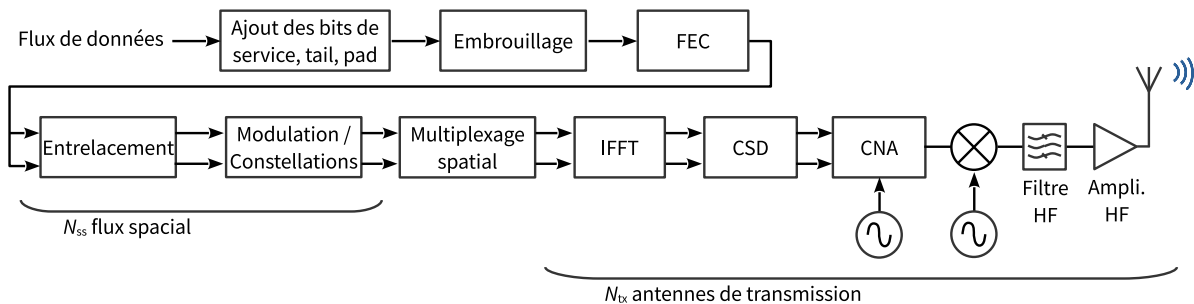 Flux de données
Ajout des bits de
service, tail, pad
Embrouillage
FEC
Entrelacement
Modulation /
Constellations
Multiplexage
spatial
IFFT
CSD
CNA
Filtre
HF
Ampli.
HF
Nss flux spacial
Ntx antennes de transmission